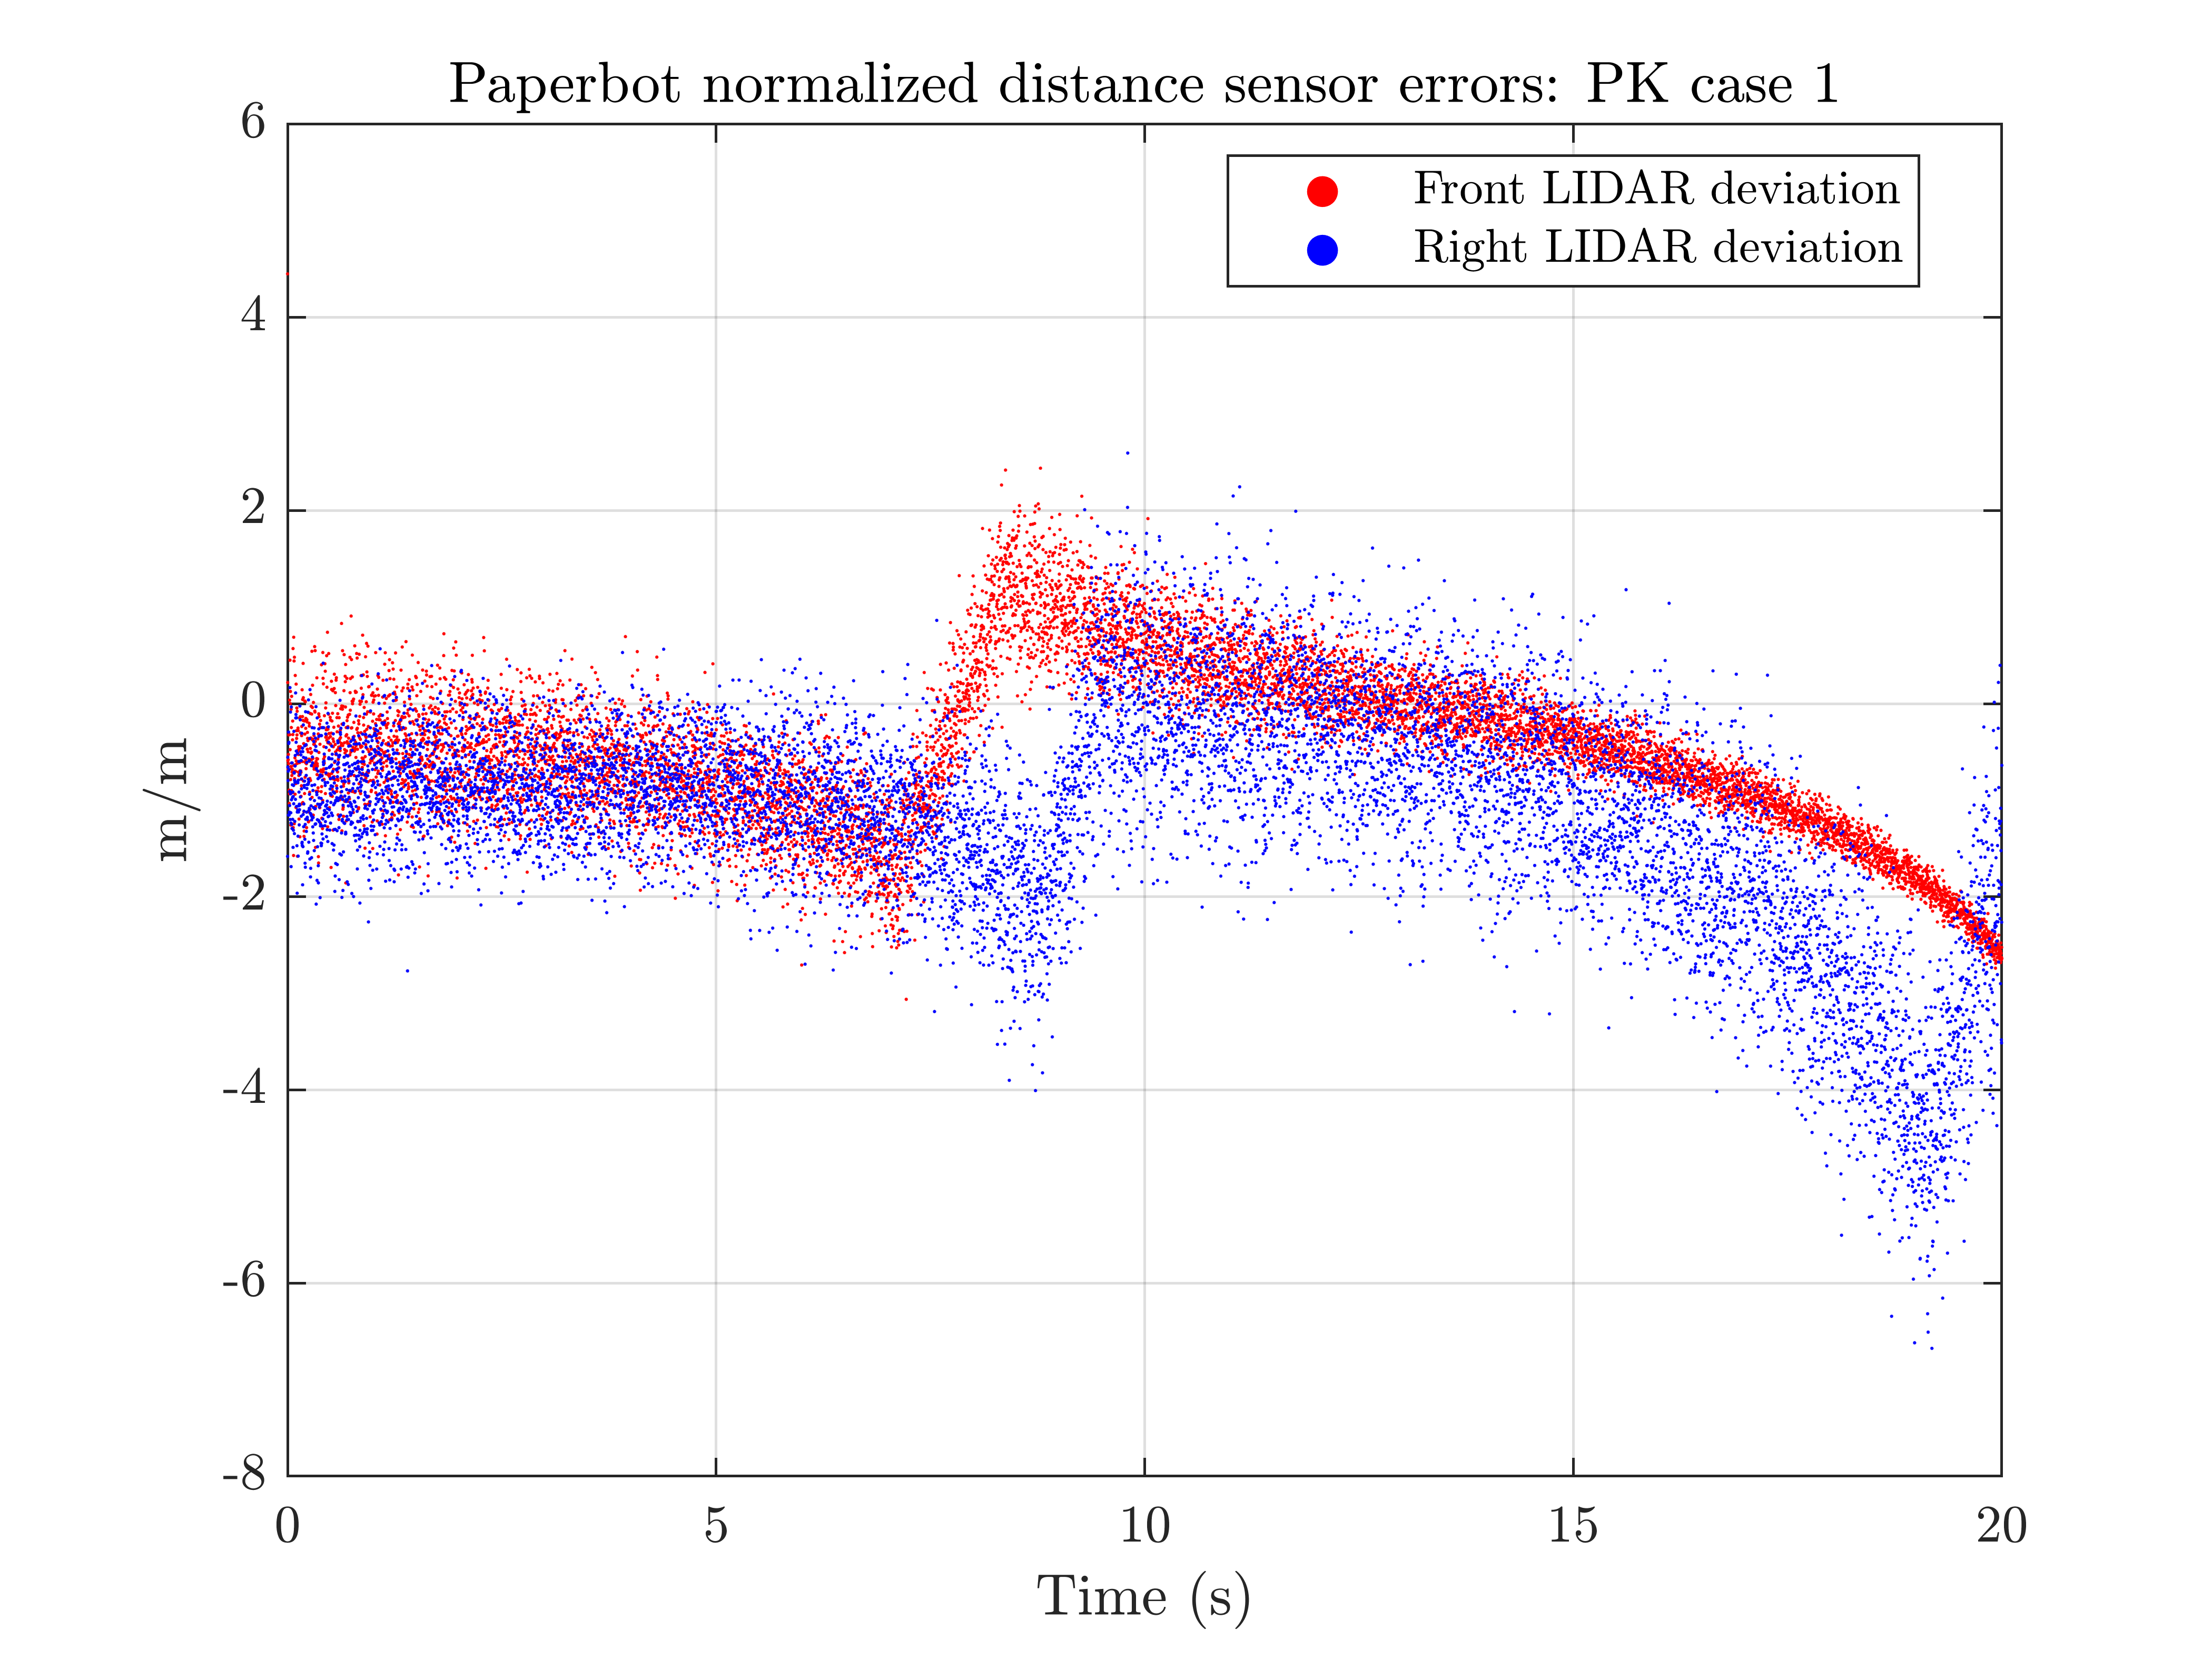 Paperbot normalized distance sensor errors: PK case 1
Front LIDAR deviation
Right LIDAR deviation
6
4
2
0
-2
-4
-6
-8
m/m
0 5 10 15 20
Time (s)